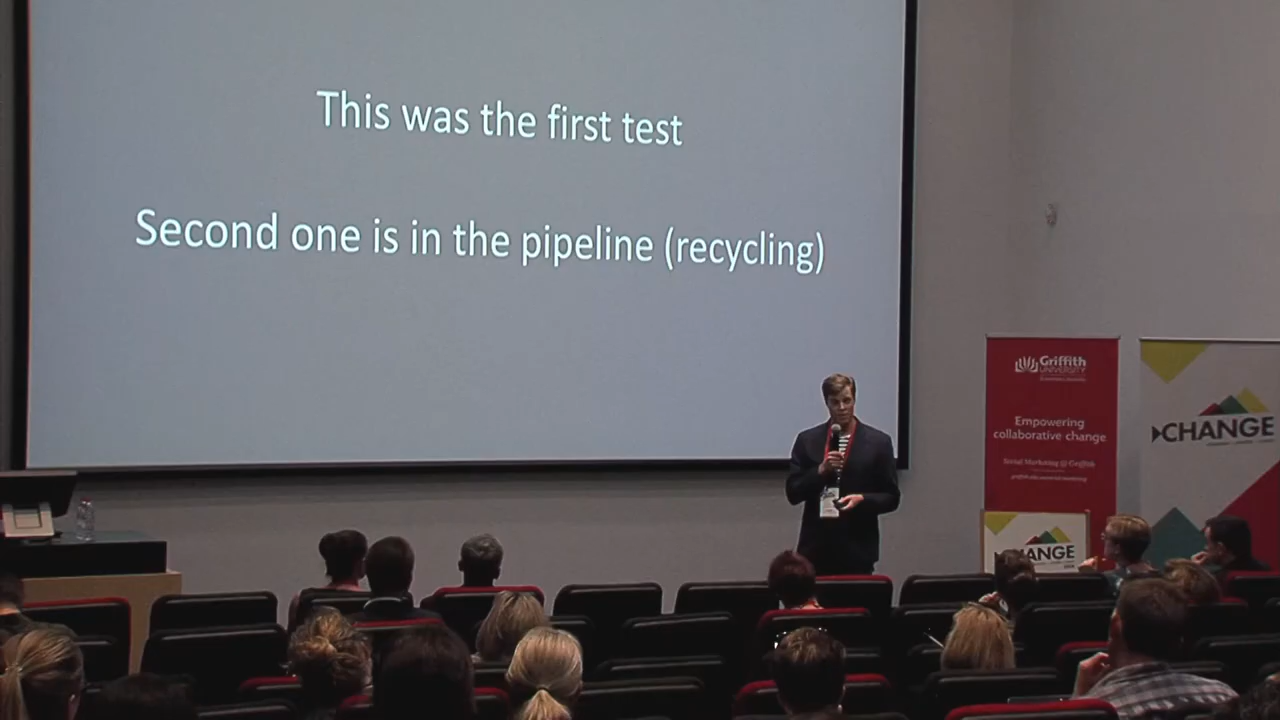 This was the first test
Second one is in the pipeline (recycling)
Griffith
UNIVERSITY
Empowering
collaborative change
Social Marketing @ Griffith
CHANGE
CHANGE